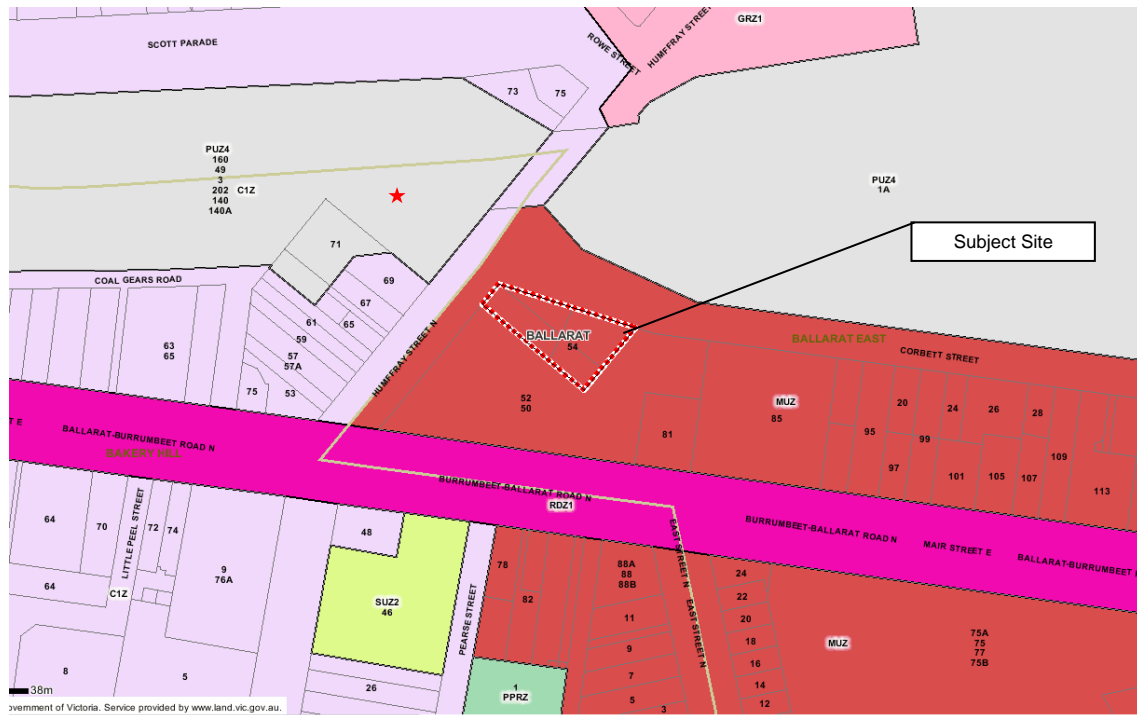 GRZ1
SCOTT PARADE
ROWE STREET
HUMFFRAY STREET
73
75
PUZ4
160
49
3
202
140
140A
C1Z
PUZ4
1A
Subject Site
71
69
67
65
61
59
57
57A
53
75
COAL GEARS ROAD
63
65
HUMFFRAY STREET N
BALLARAT
54
BALLARAT EAST
CORBETT STREET
52
50
81
MUZ
85
95
97
20
99
24
26
28
101
105
107
109
113
T E
BALLARAT-BURRUMBEET ROAD N
BAKERY HILL
BURRUMBEET-BALLARAT ROAD N
RDZ1
BURRUMBEET-BALLARAT ROAD N
MAIR STREET E
BALLARAT-BURRUMBEET
64
70
LITTLE PEEL STREET
72
74
9
76A
64
C1Z
8
5
48
SUZ2
46
26
PEARSE STREET
78
82
1
PPRZ
88A
88
88B
11
9
7
5
3
EAST STREET N
EAST STREET N
24
22
20
18
16
14
12
MUZ
75A
75
77
75B
38m
overnment of Victoria. Service provided by www.land.vic.gov.au.